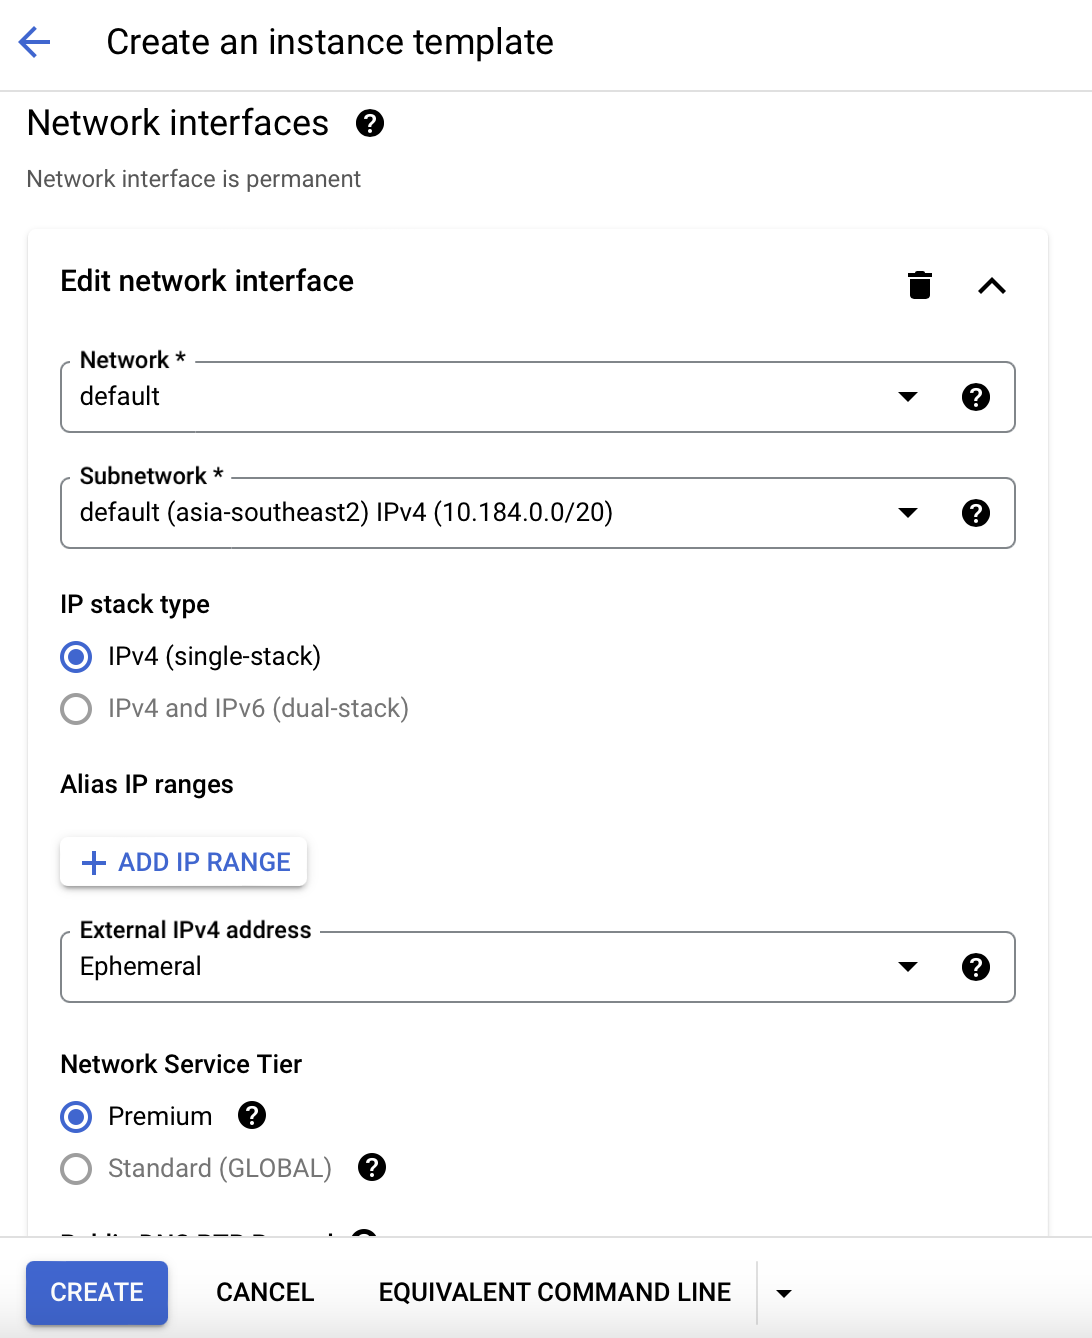 Create an instance template
Network interfaces
Network interface is permanent
Edit network interface
Network *
default
Subnetwork *
default (asia-southeast2) IPv4 (10.184.0.0/20)
IP stack type
IPv4 (single-stack)
IPv4 and IPv6 (dual-stack)
Alias IP ranges
ADD IP RANGE
External IPv4 address
Ephemeral
Network Service Tier
Premium
Standard (GLOBAL)
CREATE
CANCEL
EQUIVALENT COMMAND LINE